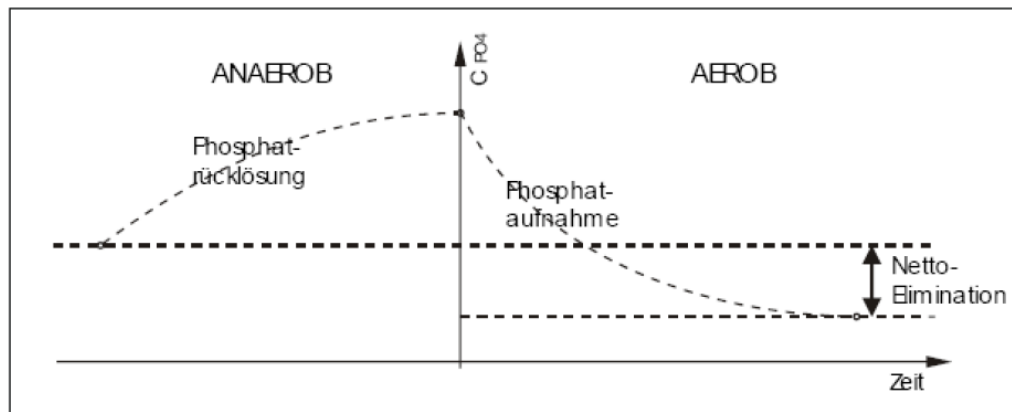 ANAEROB
C PO4
AEROB
Phosphat-
rücklösung
Phosphat-
aufnahme
Netto-
Elimination
Zeit